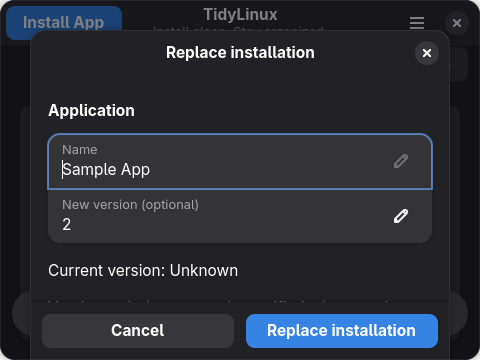 Install App
TidyLinux
Replace installation
Application
Name
Sample App
New version (optional)
2
Current version: Unknown
Cancel
Replace installation